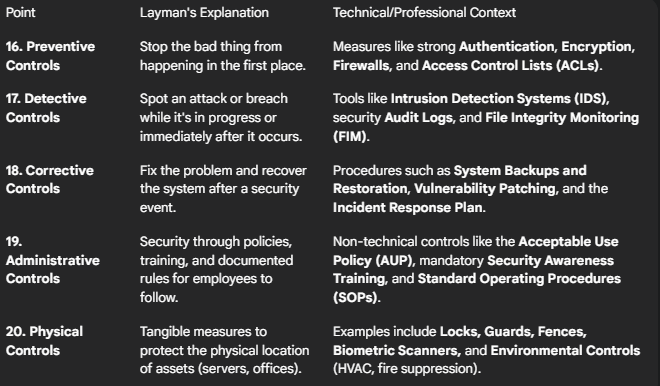 Point Layman's Explanation Technical/Professional Context
16. Preventive Controls
Stop the bad thing from
happening in the first place.
Measures like strong Authentication, Encryption,
Firewalls, and Access Control Lists (ACLs).
17. Detective
Controls
Spot an attack or breach
while it's in progress or
immediately after it occurs.
Tools like Intrusion Detection Systems (IDS),
security Audit Logs, and File Integrity Monitoring
(FIM).
18. Corrective
Controls
Fix the problem and recover
the system after a security
event.
Procedures such as System Backups and
Restoration, Vulnerability Patching, and the
Incident Response Plan.
19.
Administrative
Controls
Security through policies,
training, and documented
rules for employees to
follow.
Non-technical controls like the Acceptable Use
Policy (AUP), mandatory Security Awareness
Training, and Standard Operating Procedures
(SOPs).
20. Physical
Controls
Tangible measures to
protect the physical location
of assets (servers, offices).
Examples include Locks, Guards, Fences,
Biometric Scanners, and Environmental Controls
(HVAC, fire suppression).